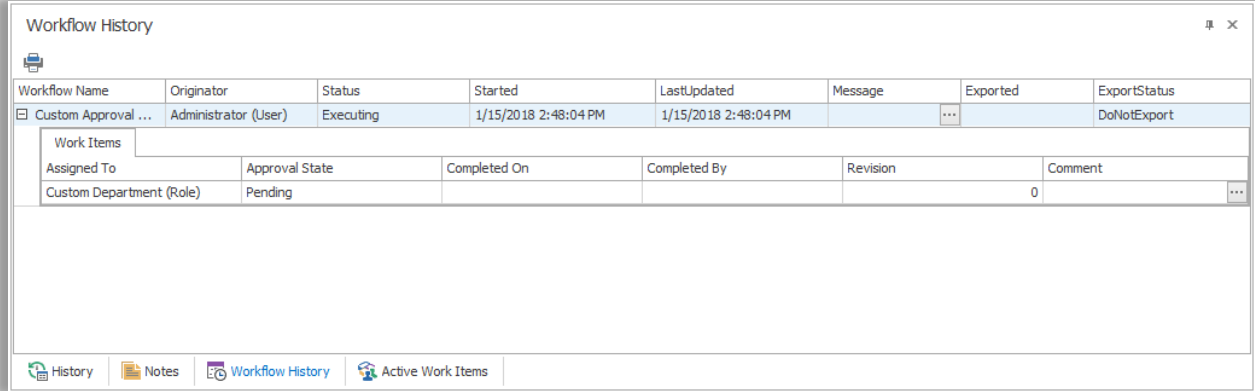 Workflow History
Workflow Name Originator Status Started LastUpdated Message Exported ExportStatus
Custom Approval ... Administrator (User) Executing 1/15/2018 2:48:04 PM 1/15/2018 2:48:04 PM ... DoNotExport
Work Items
Assigned To Approval State Completed On Completed By Revision Comment
Custom Department (Role) Pending 0 ...
History Notes Workflow History Active Work Items